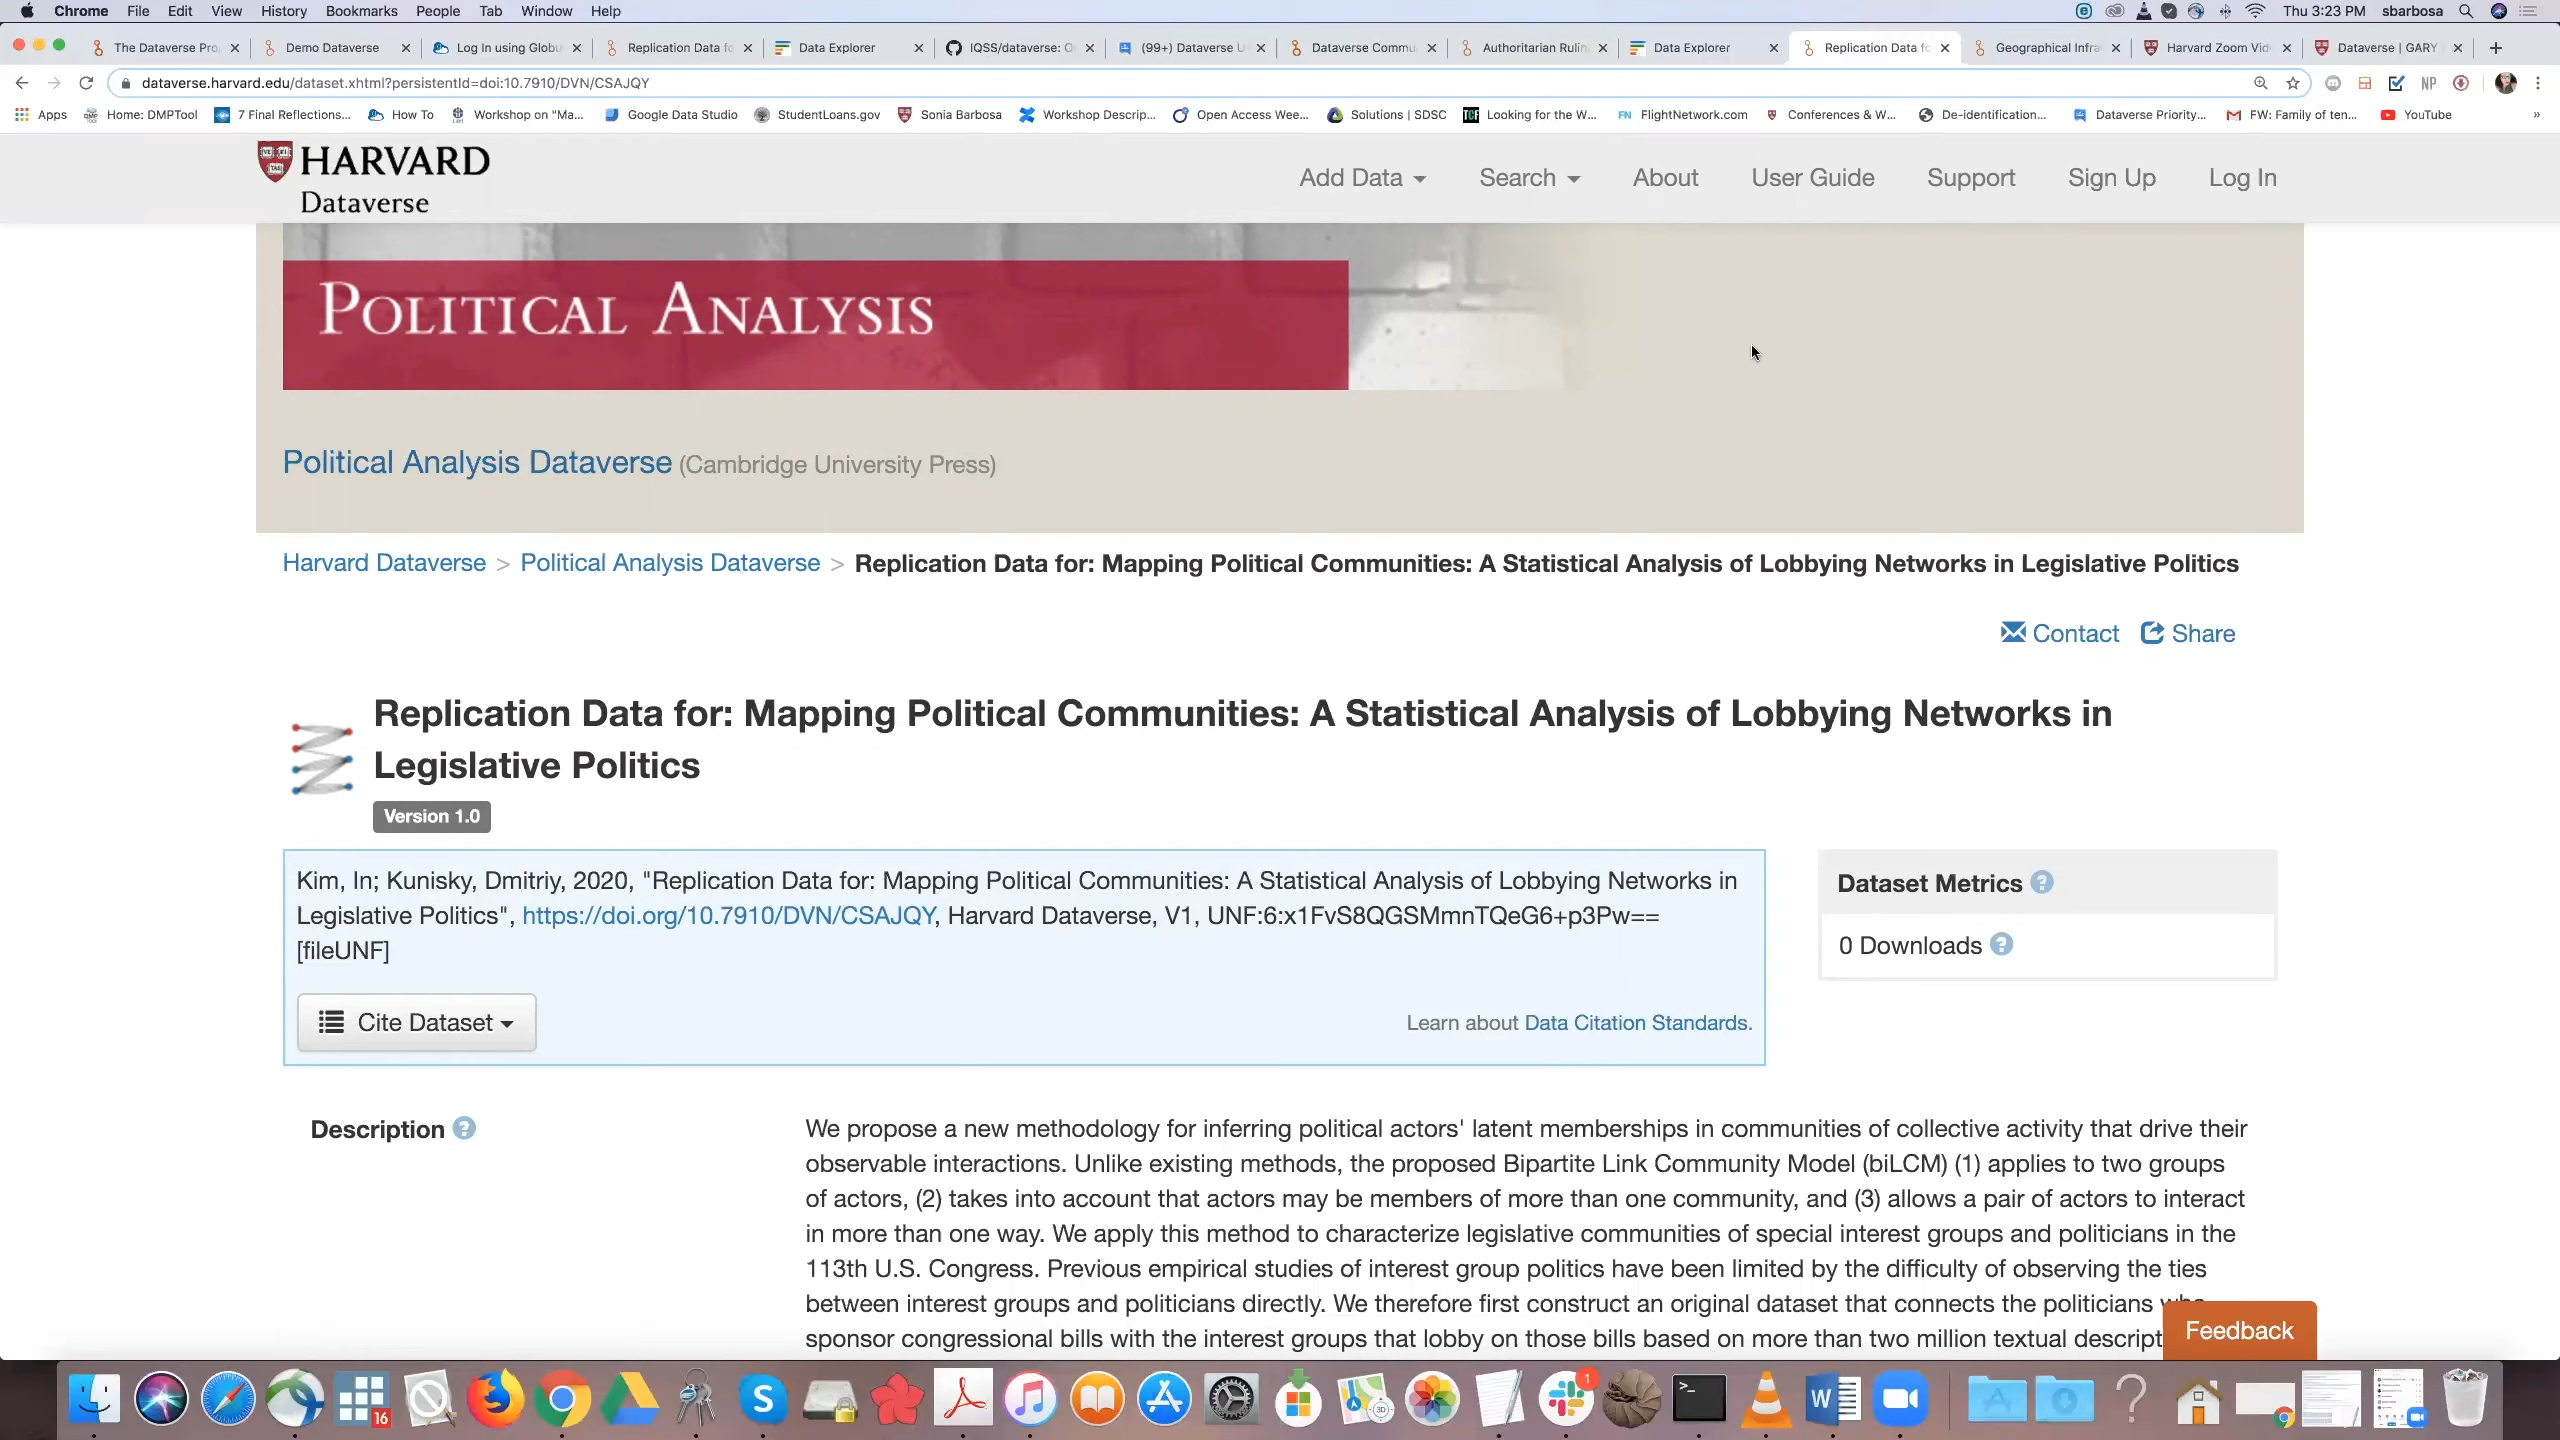 Chrome File Edit View History Bookmarks People Tab Window Help Thu 3:23 PM sbarbosa
The Dataverse Pro Demo Dataverse Log In using Globu Replication Data fo Data Explorer IQSS/dataverse: O (99+) Dataverse U Dataverse Commu Authoritarian Rulin Data Explorer Replication Data fo Geographical Infra Harvard Zoom Vid Dataverse | GARY
dataverse.harvard.edu/dataset.xhtml?persistentId=doi:10.7910/DVN/CSAJQY NP
Apps Home: DMPTool 7 Final Reflections... How To Workshop on "Ma... Google Data Studio StudentLoans.gov Sonia Barbosa Workshop Descrip... Open Access Wee... Solutions | SDSC Looking for the W... FN FlightNetwork.com Conferences & W... De-identification... Dataverse Priority... FW: Family of ten... YouTube »
HARVARD
Dataverse
Add Data Search About User Guide Support Sign Up Log In
POLITICAL ANALYSIS
Political Analysis Dataverse (Cambridge University Press)
Harvard Dataverse > Political Analysis Dataverse > Replication Data for: Mapping Political Communities: A Statistical Analysis of Lobbying Networks in Legislative Politics
Contact Share
Replication Data for: Mapping Political Communities: A Statistical Analysis of Lobbying Networks in
Legislative Politics
Version 1.0
Kim, In; Kunisky, Dmitriy, 2020, "Replication Data for: Mapping Political Communities: A Statistical Analysis of Lobbying Networks in
Legislative Politics", https://doi.org/10.7910/DVN/CSAJQY, Harvard Dataverse, V1, UNF:6:x1FvS8QGSMmnTQeG6+p3Pw==
[fileUNF]
Cite Dataset
Learn about Data Citation Standards.
Dataset Metrics ?
0 Downloads ?
Description ?
We propose a new methodology for inferring political actors' latent memberships in communities of collective activity that drive their
observable interactions. Unlike existing methods, the proposed Bipartite Link Community Model (biLCM) (1) applies to two groups
of actors, (2) takes into account that actors may be members of more than one community, and (3) allows a pair of actors to interact
in more than one way. We apply this method to characterize legislative communities of special interest groups and politicians in the
113th U.S. Congress. Previous empirical studies of interest group politics have been limited by the difficulty of observing the ties
between interest groups and politicians directly. We therefore first construct an original dataset that connects the politicians who
sponsor congressional bills with the interest groups that lobby on those bills based on more than two million textual descript
Feedback
16
1